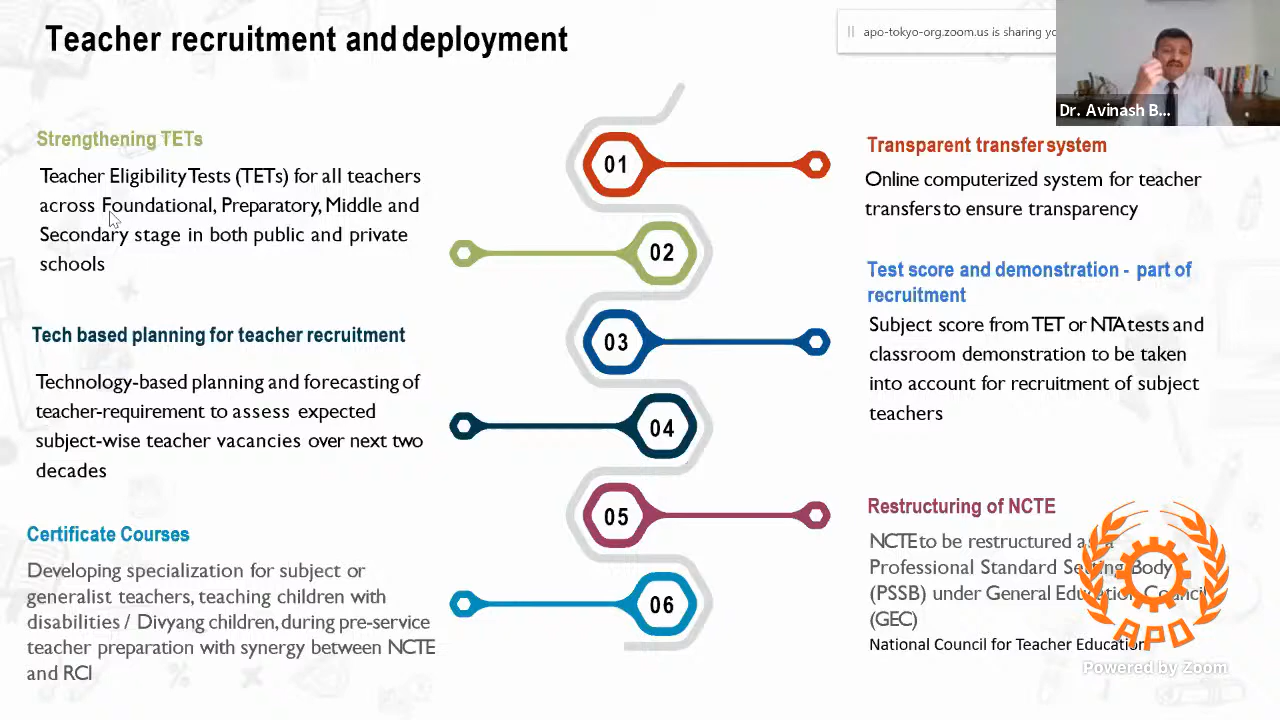 Teacher recruitment and deployment
apo-tokyo-org.zoom.us is sharing yo
Dr. Avinash B...
Strengthening TETs
Teacher Eligibility Tests (TETs) for all teachers
across Foundational, Preparatory, Middle and
Secondary stage in both public and private
schools
Tech based planning for teacher recruitment
Technology-based planning and forecasting of
teacher-requirement to assess expected
subject-wise teacher vacancies over next two
decades
Certificate Courses
Developing specialization for subject or
generalist teachers, teaching children with
disabilities / Divyang children, during pre-service
teacher preparation with synergy between NCTE
and RCI
01
02
03
04
05
06
Transparent transfer system
Online computerized system for teacher
transfers to ensure transparency
Test score and demonstration - part of
recruitment
Subject score from TET or NTA tests and
classroom demonstration to be taken
into account for recruitment of subject
teachers
Restructuring of NCTE
NCTE to be restructured as a
Professional Standard Setting Body
(PSSB) under General Education Council
(GEC)
National Council for Teacher Education
APO
Powered by Zoom